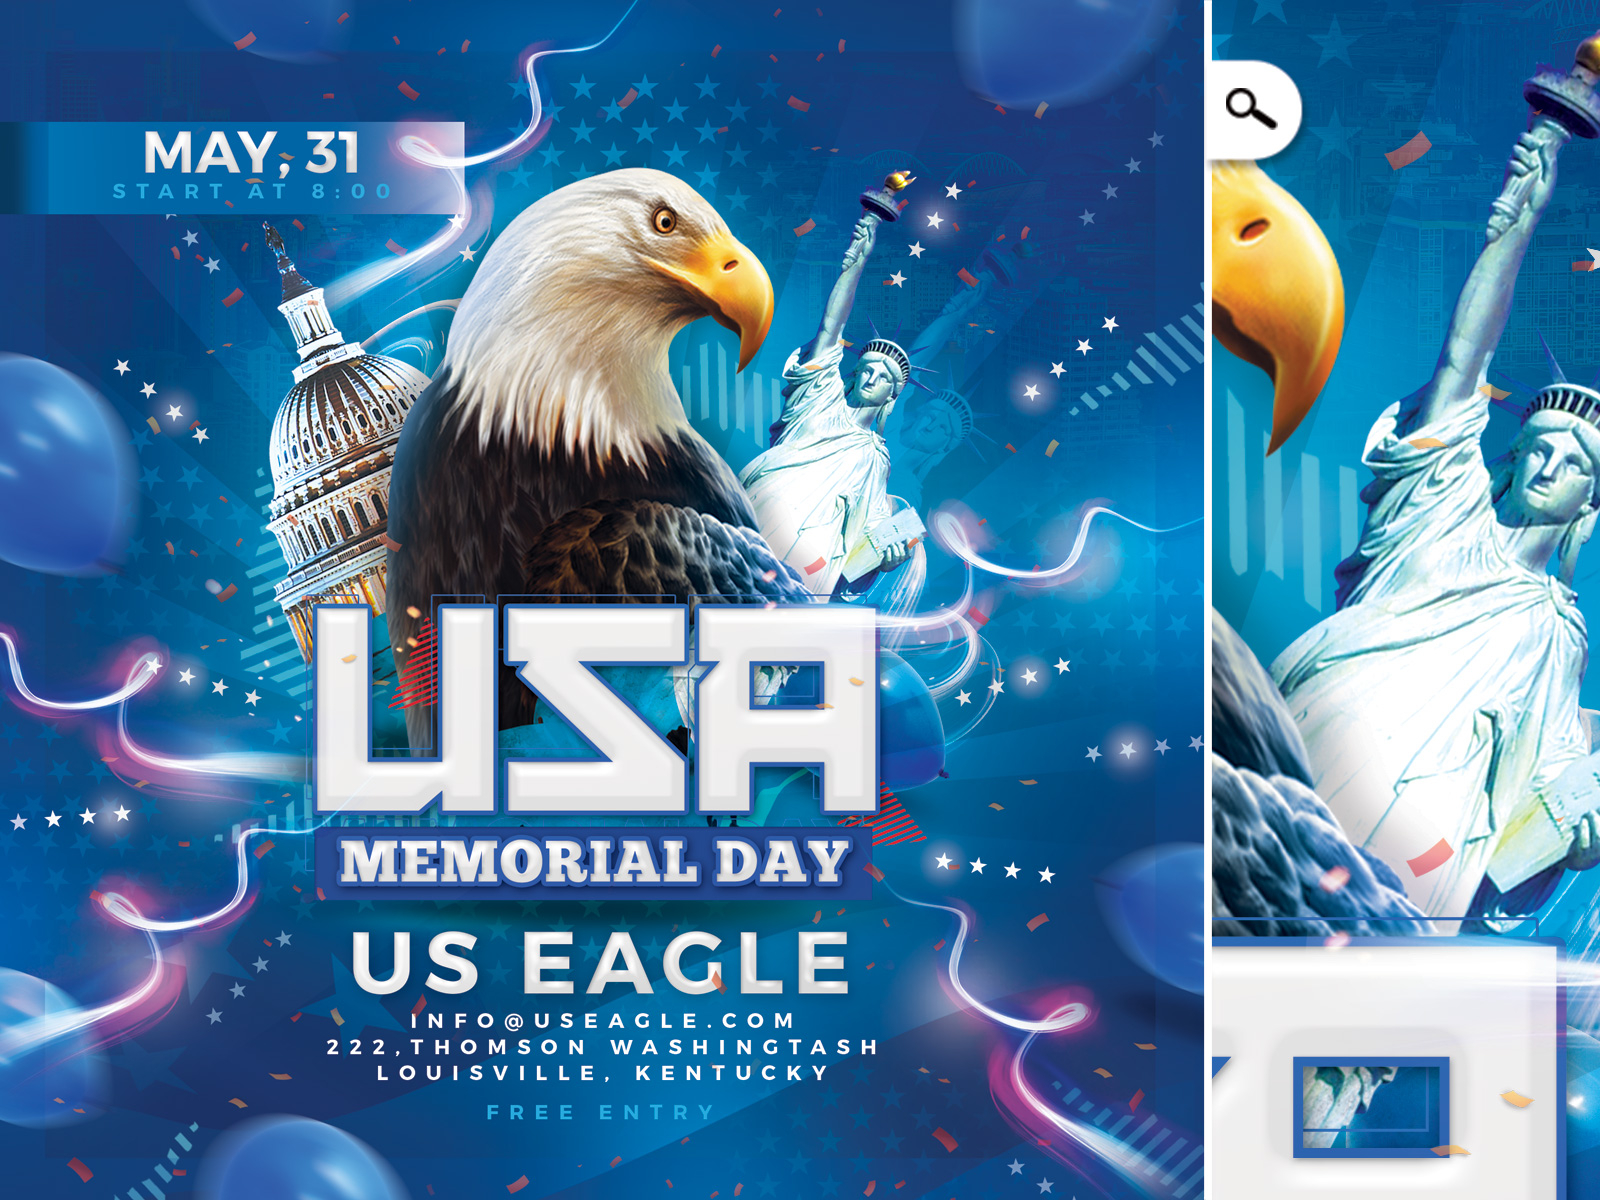 MAY, 31
START AT 8:00
USA
MEMORIAL DAY
US EAGLE
INFO@USEAGLE.COM
222,THOMSON WASHINGTASH
LOUISVILLE, KENTUCKY
FREE ENTRY